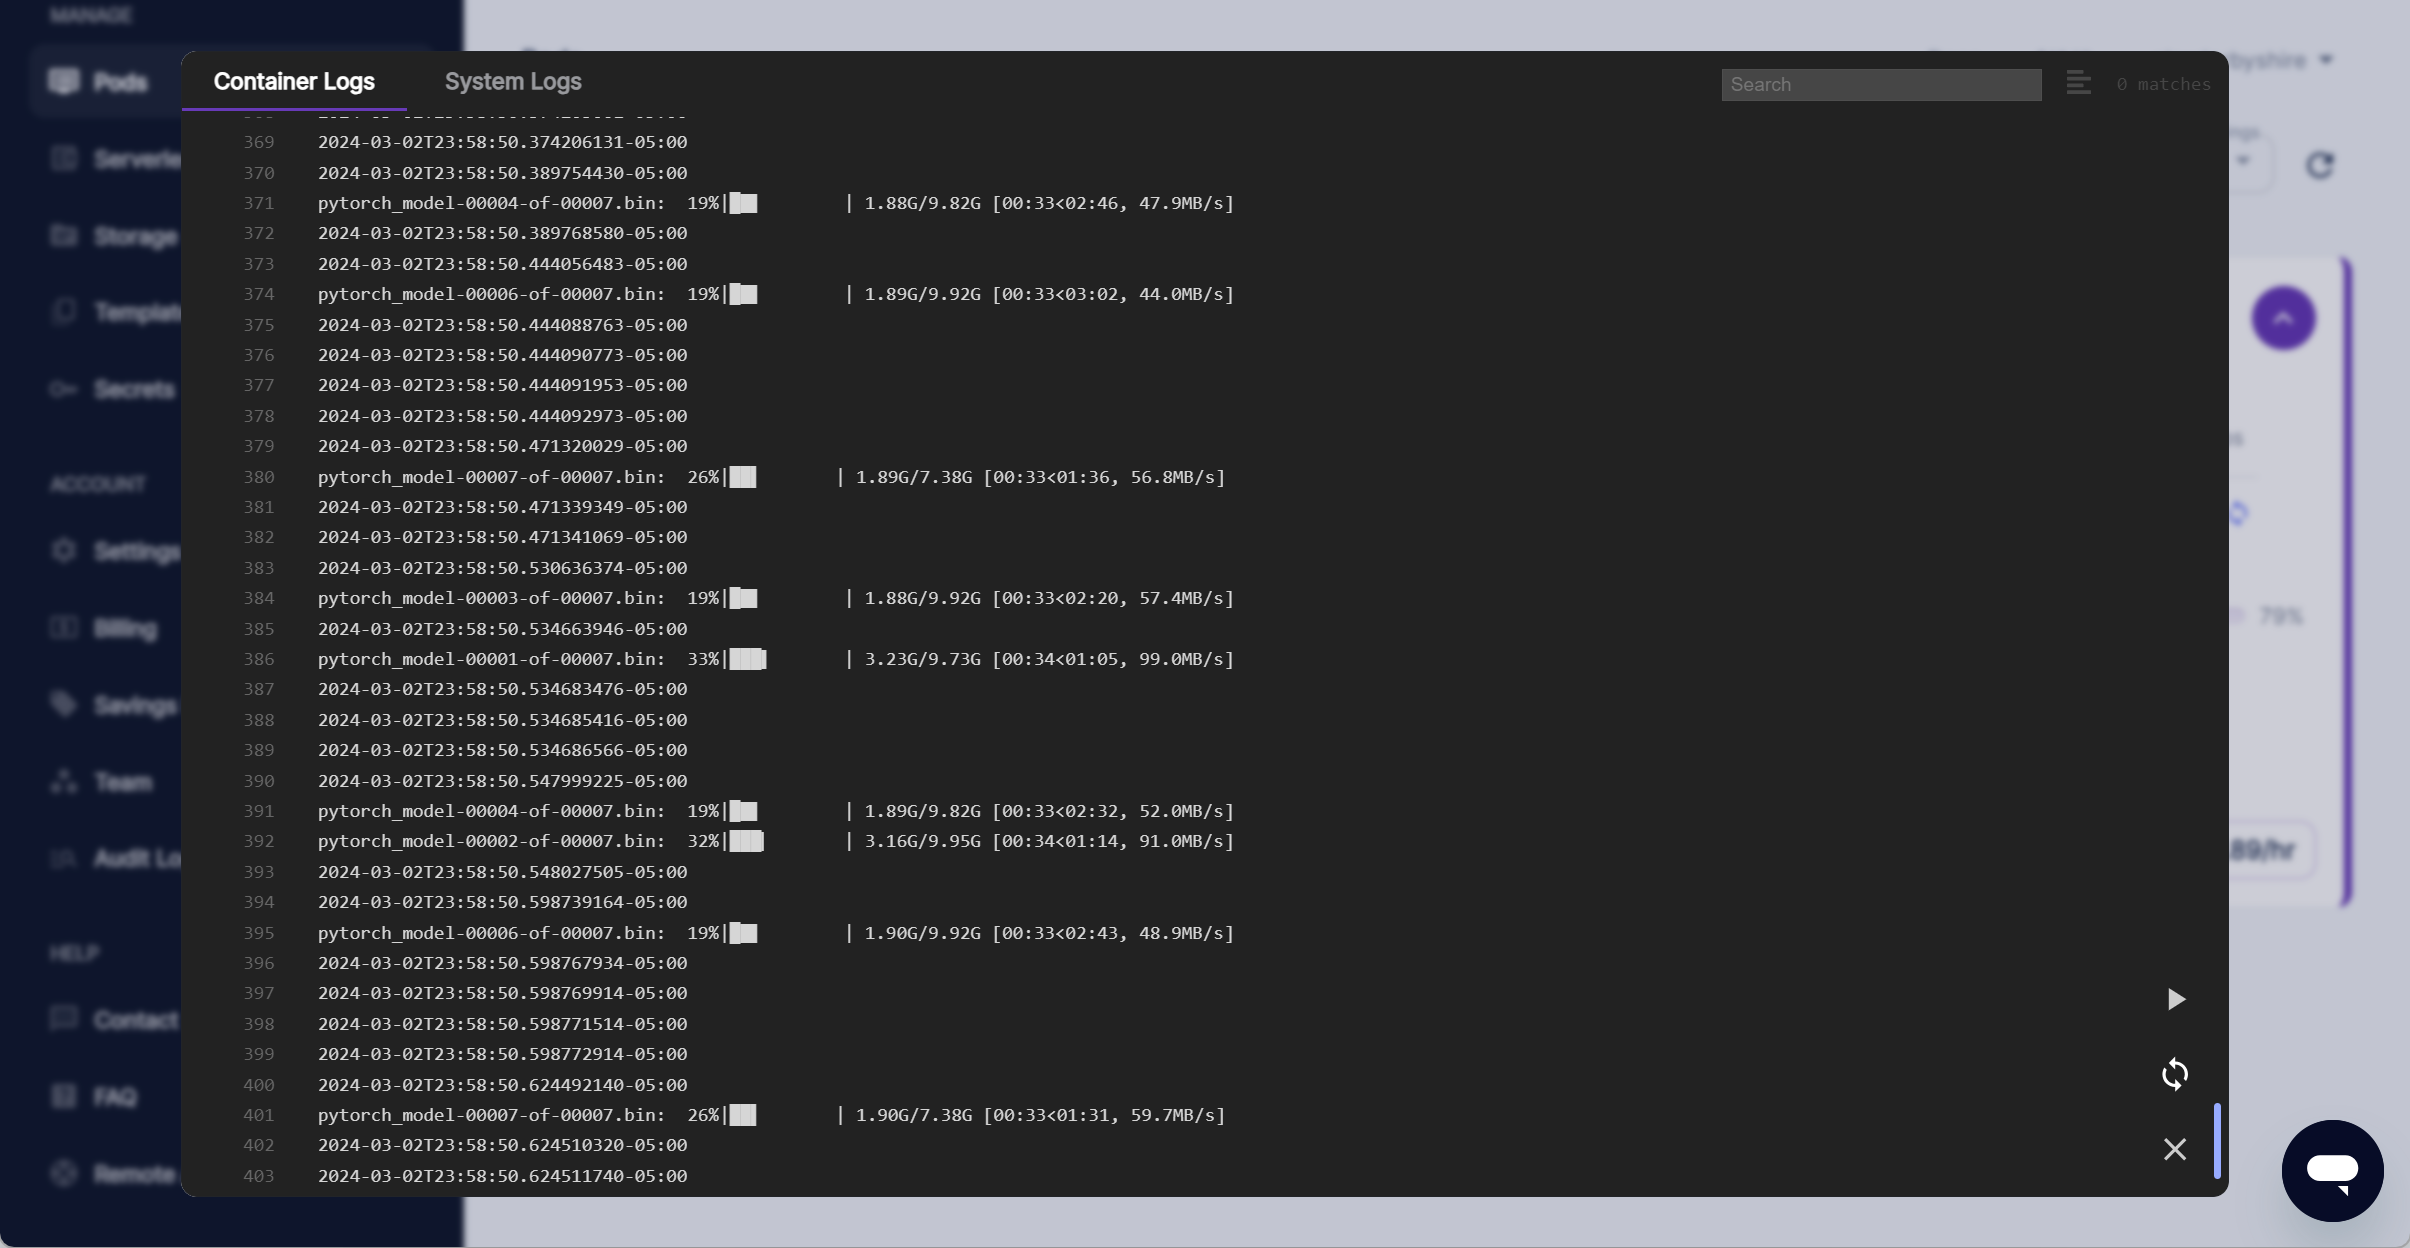 MANAGE
Pods
Serverle
Storage
Templat
Secrets
ACCOUNT
Settings
Billing
Savings
Team
Audit Lo
HELP
Contact
FAQ
Remote
Container Logs
System Logs
Search
0 matches
369 2024-03-02T23:58:50.374206131-05:00
370 2024-03-02T23:58:50.389754430-05:00
371 pytorch_model-00004-of-00007.bin: 19%|██ | 1.88G/9.82G [00:33<02:46, 47.9MB/s]
372 2024-03-02T23:58:50.389768580-05:00
373 2024-03-02T23:58:50.444056483-05:00
374 pytorch_model-00006-of-00007.bin: 19%|██ | 1.89G/9.92G [00:33<03:02, 44.0MB/s]
375 2024-03-02T23:58:50.444088763-05:00
376 2024-03-02T23:58:50.444090773-05:00
377 2024-03-02T23:58:50.444091953-05:00
378 2024-03-02T23:58:50.444092973-05:00
379 2024-03-02T23:58:50.471320029-05:00
380 pytorch_model-00007-of-00007.bin: 26%|██▌ | 1.89G/7.38G [00:33<01:36, 56.8MB/s]
381 2024-03-02T23:58:50.471339349-05:00
382 2024-03-02T23:58:50.471341069-05:00
383 2024-03-02T23:58:50.530636374-05:00
384 pytorch_model-00003-of-00007.bin: 19%|██ | 1.88G/9.92G [00:33<02:20, 57.4MB/s]
385 2024-03-02T23:58:50.534663946-05:00
386 pytorch_model-00001-of-00007.bin: 33%|███▎ | 3.23G/9.73G [00:34<01:05, 99.0MB/s]
387 2024-03-02T23:58:50.534683476-05:00
388 2024-03-02T23:58:50.534685416-05:00
389 2024-03-02T23:58:50.534686566-05:00
390 2024-03-02T23:58:50.547999225-05:00
391 pytorch_model-00004-of-00007.bin: 19%|██ | 1.89G/9.82G [00:33<02:32, 52.0MB/s]
392 pytorch_model-00002-of-00007.bin: 32%|███▏ | 3.16G/9.95G [00:34<01:14, 91.0MB/s]
393 2024-03-02T23:58:50.548027505-05:00
394 2024-03-02T23:58:50.598739164-05:00
395 pytorch_model-00006-of-00007.bin: 19%|██ | 1.90G/9.92G [00:33<02:43, 48.9MB/s]
396 2024-03-02T23:58:50.598767934-05:00
397 2024-03-02T23:58:50.598769914-05:00
398 2024-03-02T23:58:50.598771514-05:00
399 2024-03-02T23:58:50.598772914-05:00
400 2024-03-02T23:58:50.624492140-05:00
401 pytorch_model-00007-of-00007.bin: 26%|██▌ | 1.90G/7.38G [00:33<01:31, 59.7MB/s]
402 2024-03-02T23:58:50.624510320-05:00
403 2024-03-02T23:58:50.624511740-05:00
79%
.89/hr